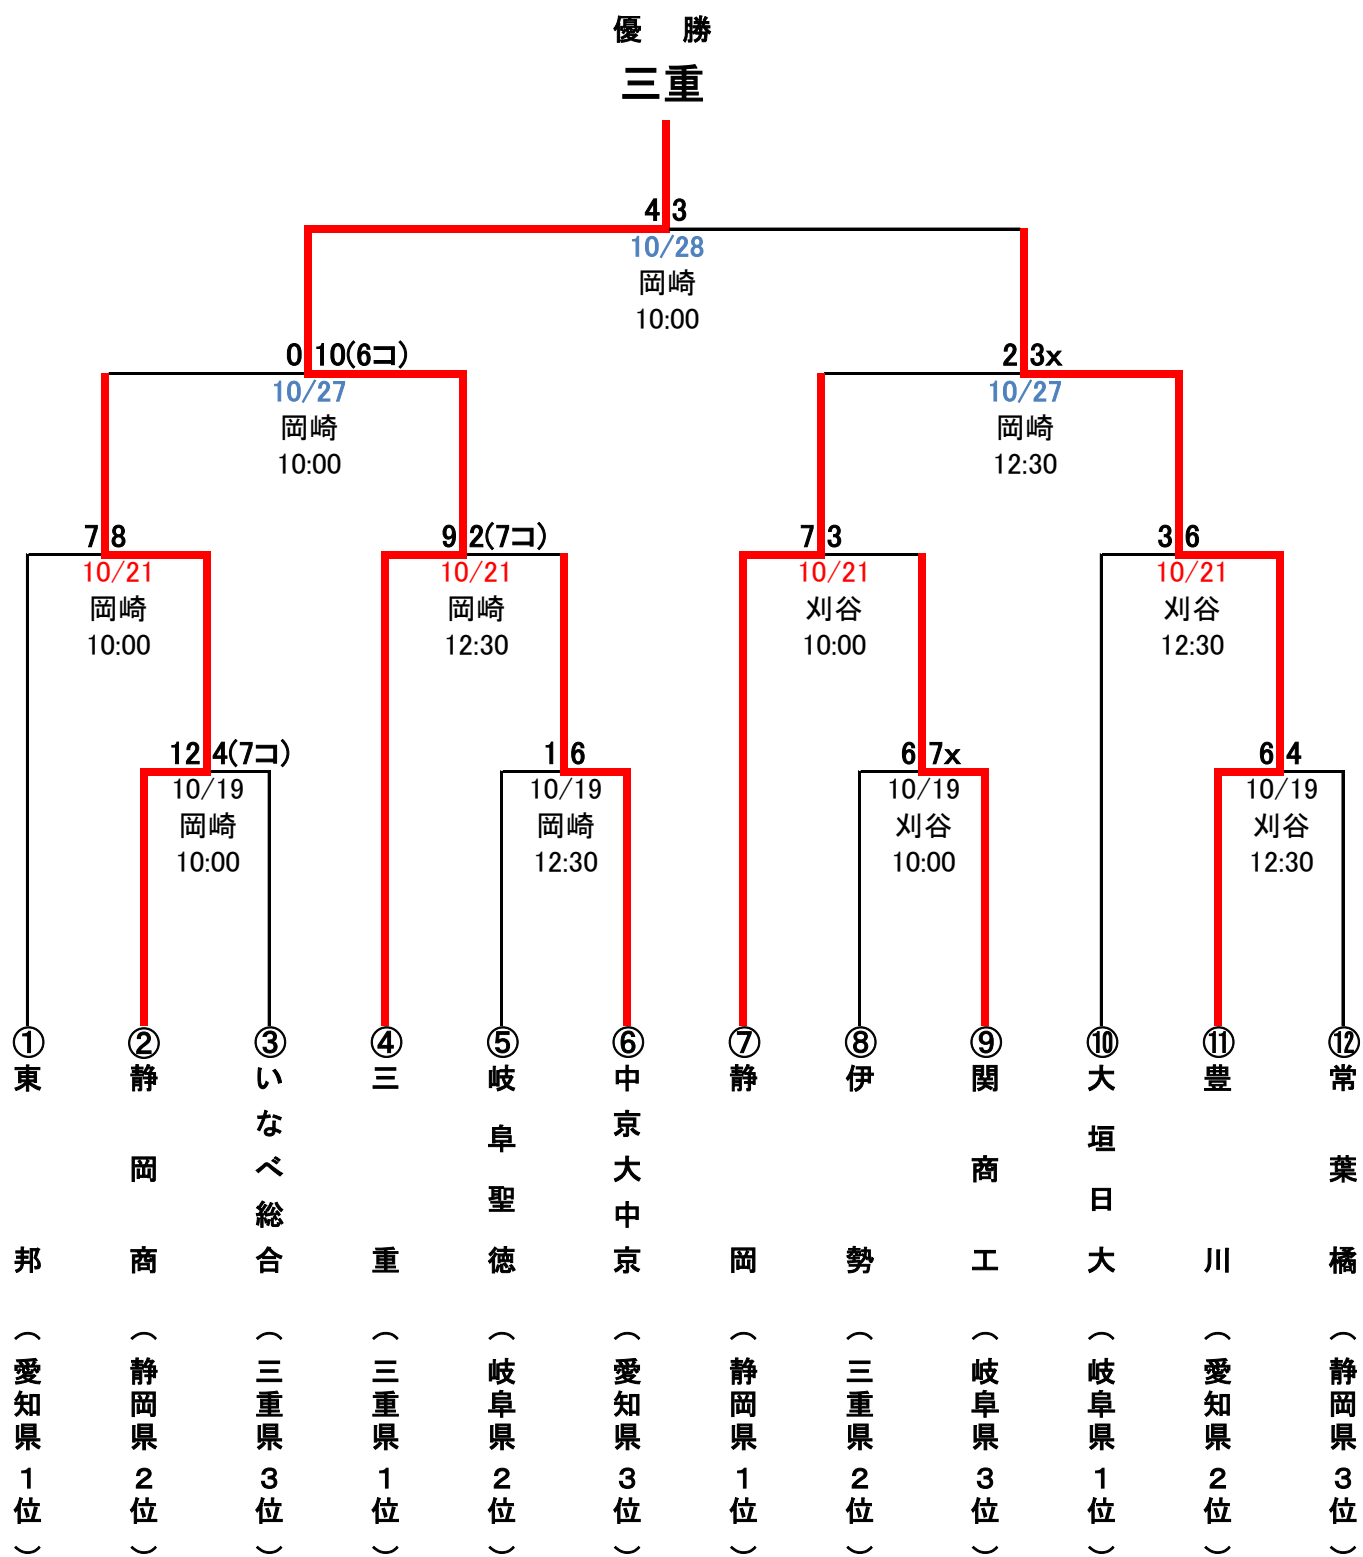 優　勝
三重
4 3
10/28
岡崎
10:00
0 10(6コ)
10/27
岡崎
10:00
2 3x
10/27
岡崎
12:30
7 8
10/21
岡崎
10:00
9 2(7コ)
10/21
岡崎
12:30
7 3
10/21
刈谷
10:00
3 6
10/21
刈谷
12:30
12 4(7コ)
10/19
岡崎
10:00
1 6
10/19
岡崎
12:30
6 7x
10/19
刈谷
10:00
6 4
10/19
刈谷
12:30
①東邦（愛知県1位）
②静岡商（静岡県2位）
③いなべ総合（三重県3位）
④三重（三重県1位）
⑤岐阜聖徳（岐阜県2位）
⑥中京大中京（愛知県3位）
⑦静岡（静岡県1位）
⑧伊勢（三重県2位）
⑨関商工（岐阜県3位）
⑩大垣日大（岐阜県1位）
⑪豊川（愛知県2位）
⑫常葉橘（静岡県3位）